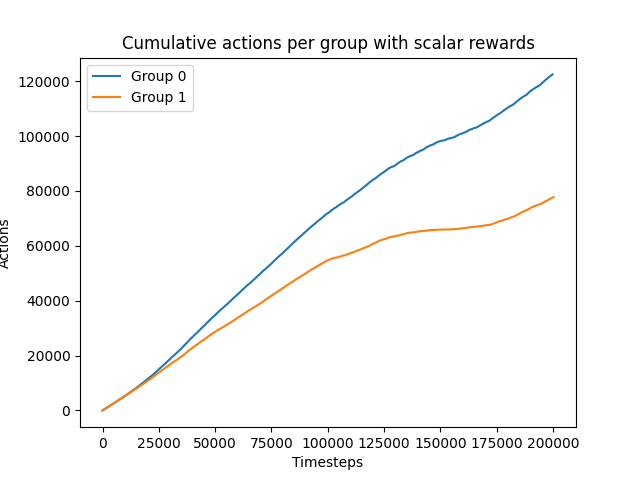 Cumulative actions per group with scalar rewards
Group 0
Group 1
120000
100000
80000
60000
40000
20000
0
Actions
0 25000 50000 75000 100000 125000 150000 175000 200000
Timesteps